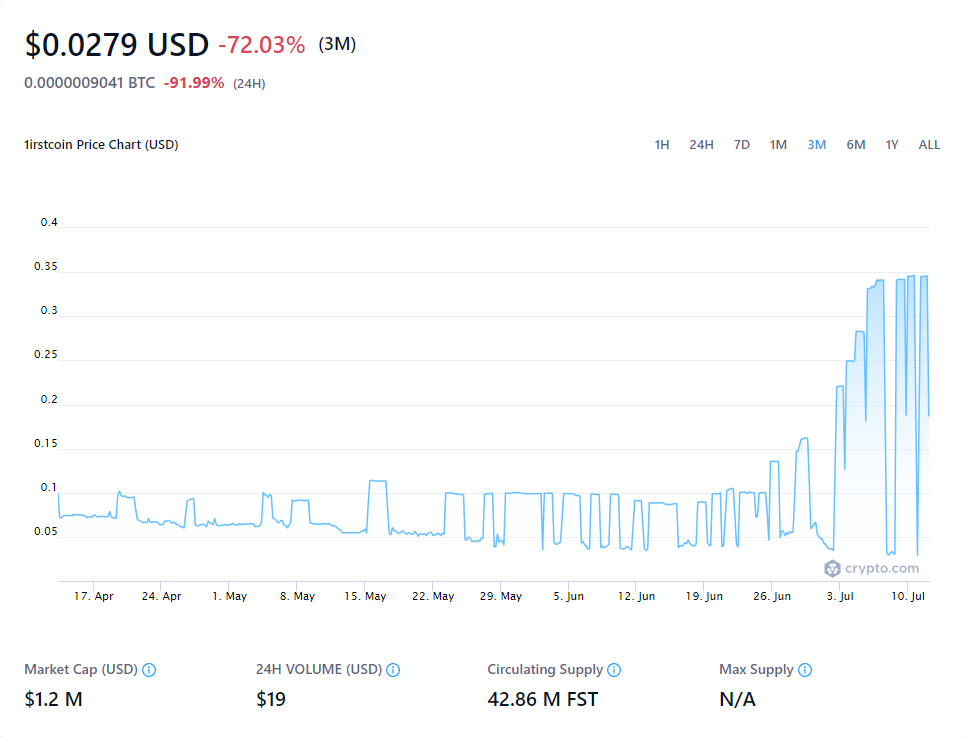 $0.0279 USD -72.03% (3M)
0.0000009041 BTC -91.99% (24H)
1irstcoin Price Chart (USD)
1H 24H 7D 1M 3M 6M 1Y ALL
0.4
0.35
0.3
0.25
0.2
0.15
0.1
0.05
crypto.com
17. Apr 24. Apr 1. May 8. May 15. May 22. May 29. May 5. Jun 12. Jun 19. Jun 26. Jun 3. Jul 10. Jul
Market Cap (USD) 24H VOLUME (USD) Circulating Supply Max Supply
$1.2 M $19 42.86 M FST N/A